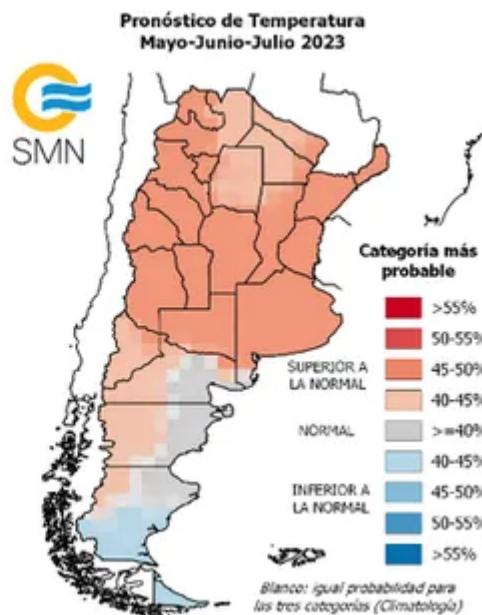 Pronóstico de Temperatura
Mayo-Junio-Julio 2023
SMN
Categoría más
probable
>55%
50-55%
SUPERIOR A
LA NORMAL
45-50%
40-45%
NORMAL
>=40%
40-45%
INFERIOR A
LA NORMAL
45-50%
50-55%
>55%
Blanco: igual probabilidad para
las tres categorías (Climatología)